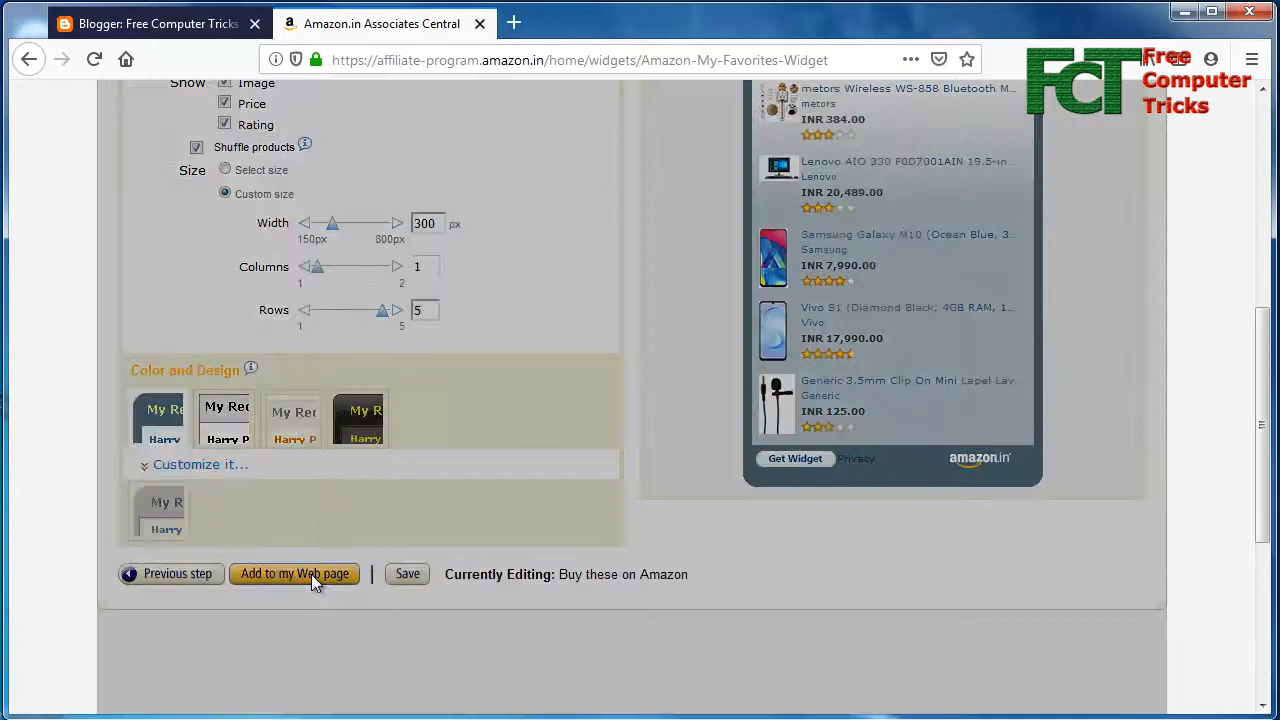 Blogger: Free Computer Tricks
Amazon.in Associates Central
https://affiliate-program.amazon.in/home/widgets/Amazon-My-Favorites-Widget
Free
Computer
Tricks
FCT
Show
Image
Price
Rating
Shuffle products
Size
Select size
Custom size
Width
300 px
150px 800px
Columns
1
1 2
Rows
5
1 5
Color and Design
My Rec
Harry
My Rec
Harry P
My Rec
Harry P
My R
Harry P
Customize it...
My R
Harry
metors Wireless WS-858 Bluetooth M...
metors
INR 384.00
Lenovo AIO 330 F0D7001AIN 19.5-in...
Lenovo
INR 20,489.00
Samsung Galaxy M10 (Ocean Blue, 3...
Samsung
INR 7,990.00
Vivo S1 (Diamond Black, 4GB RAM, 1...
Vivo
INR 17,990.00
Generic 3.5mm Clip On Mini Lapel Lav...
Generic
INR 125.00
Get Widget Privacy amazon.in
Previous step Add to my Web page | Save Currently Editing: Buy these on Amazon